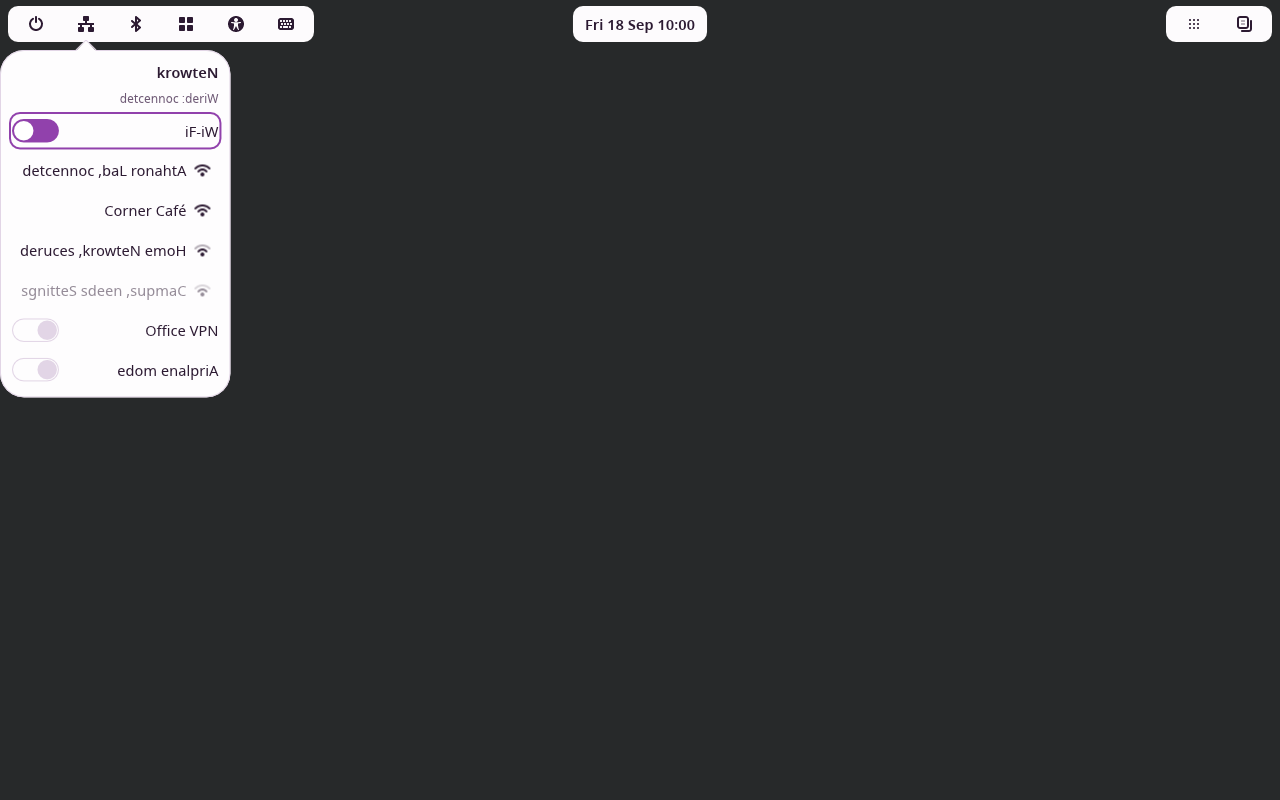 Fri 18 Sep 10:00
krowteN
detcennoc :deriW
iF-iW
detcennoc ,baL ronahtA
Corner Café
deruces ,krowteN emoH
sgnitteS sdeen ,supmaC
Office VPN
edom enalpriA